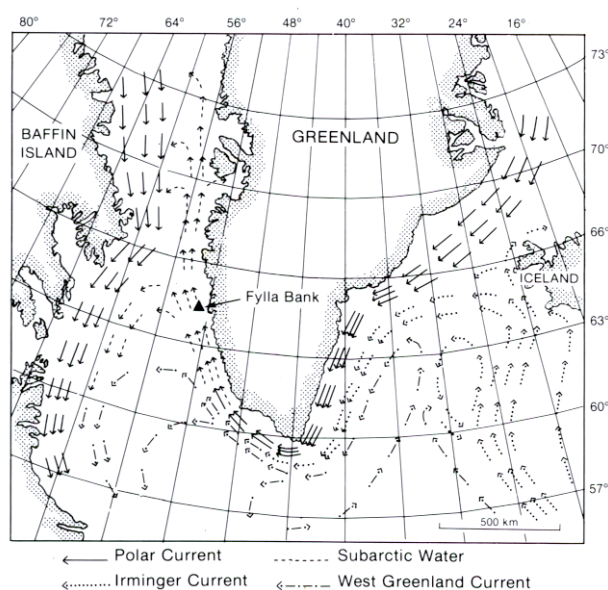 80° 72° 64° 56° 48° 40° 32° 24° 16°
73°
BAFFIN
ISLAND
GREENLAND
70°
66°
ICELAND
Fylla Bank
63°
60°
57°
500 km
Polar Current
Subarctic Water
Irminger Current
West Greenland Current